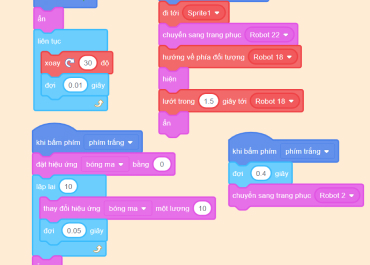 ẩn
liên tục
xoay 30 độ
đợi 0.01 giây
đi tới Sprite1
chuyển sang trang phục Robot 22
hướng về phía đối tượng Robot 18
hiện
lướt trong 1.5 giây tới Robot 18
ẩn
khi bấm phím phím trắng
đặt hiệu ứng bóng ma bằng 0
lặp lại 10
thay đổi hiệu ứng bóng ma một lượng 10
đợi 0.05 giây
khi bấm phím phím trắng
đợi 0.4 giây
chuyển sang trang phục Robot 2